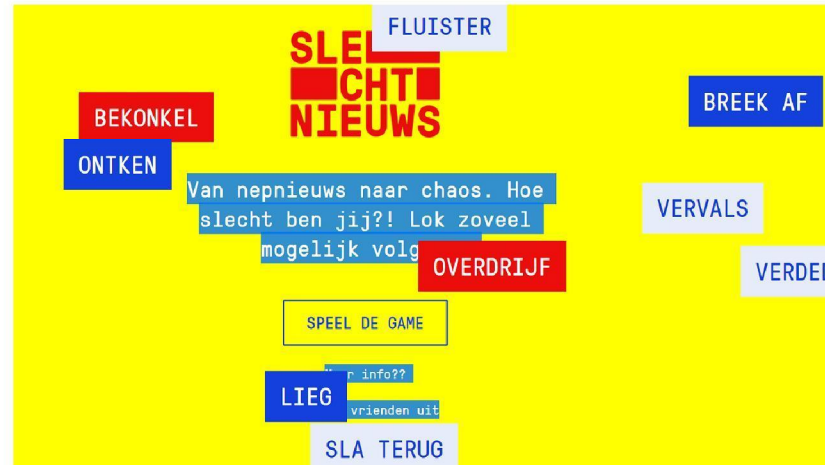 FLUISTER
SLE
CHT
NIEUWS
BREEK AF
BEKONKEL
ONTKEN
Van nepnieuws naar chaos. Hoe
slecht ben jij?! Lok zoveel
mogelijk
VERVALS
OVERDRIJF
SPEEL DE GAME
info??
LIEG
vrienden uit
SLA TERUG